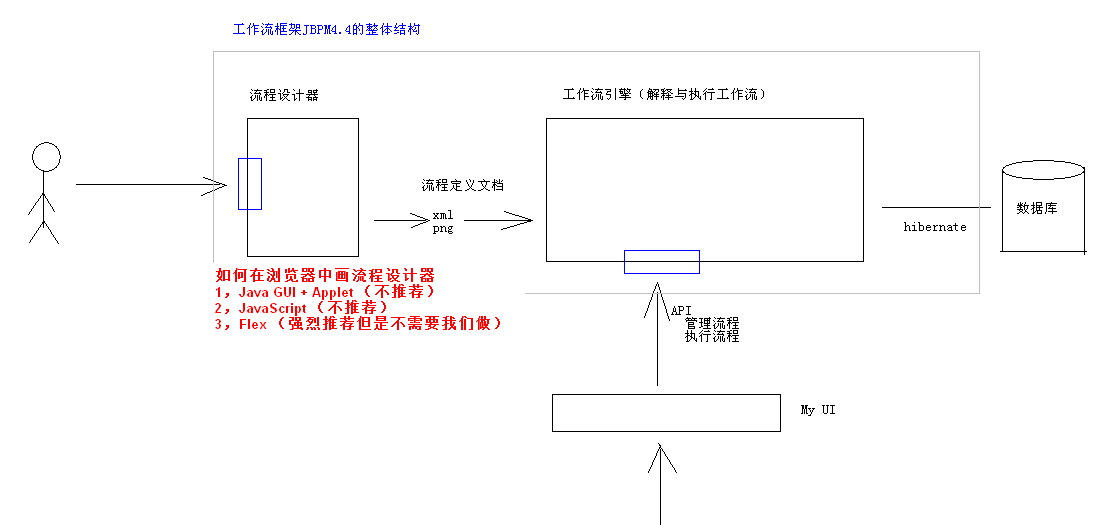 工作流框架JBPM4.4的整体结构
流程设计器
工作流引擎（解释与执行工作流）
流程定义文档
xml
png
数据库
hibernate
如何在浏览器中画流程设计器
1，Java GUI + Applet（不推荐）
2，JavaScript（不推荐）
3，Flex（强烈推荐但是不需要我们做）
API
管理流程
执行流程
My UI